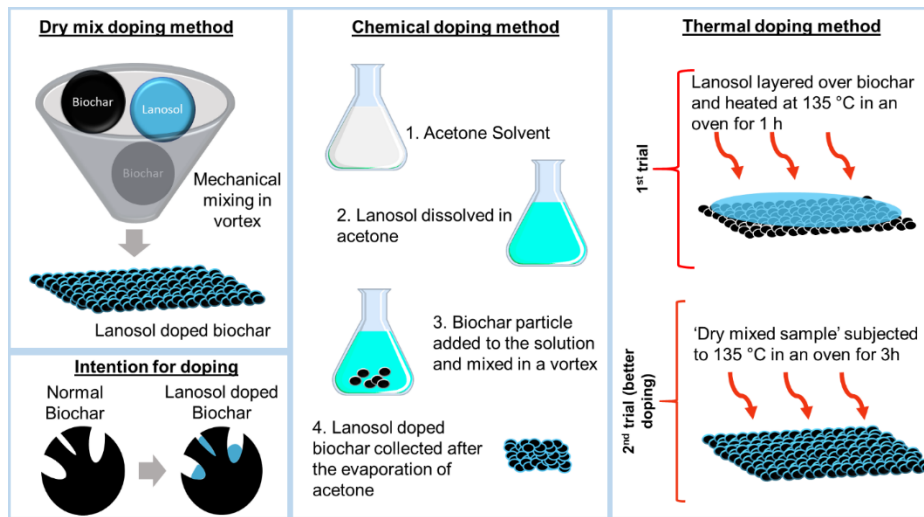 Dry mix doping method
Biochar
Lanosol
Biochar
Mechanical
mixing in
vortex
Lanosol doped biochar
Intention for doping
Normal
Biochar
Lanosol doped
Biochar
Chemical doping method
1. Acetone Solvent
2. Lanosol dissolved in
acetone
3. Biochar particle
added to the solution
and mixed in a vortex
4. Lanosol doped
biochar collected after
the evaporation of
acetone
Thermal doping method
Lanosol layered over biochar
and heated at 135 °C in an
oven for 1 h
1st trial
'Dry mixed sample' subjected
to 135 °C in an oven for 3h
2nd trial (better
doping)